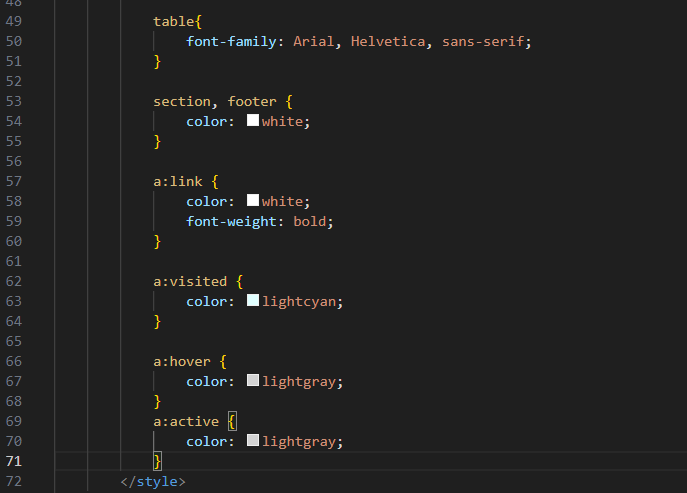 48
49 table{
50 font-family: Arial, Helvetica, sans-serif;
51 }
52
53 section, footer {
54 color: white;
55 }
56
57 a:link {
58 color: white;
59 font-weight: bold;
60 }
61
62 a:visited {
63 color: lightcyan;
64 }
65
66 a:hover {
67 color: lightgray;
68 }
69 a:active {
70 color: lightgray;
71 }
72 </style>